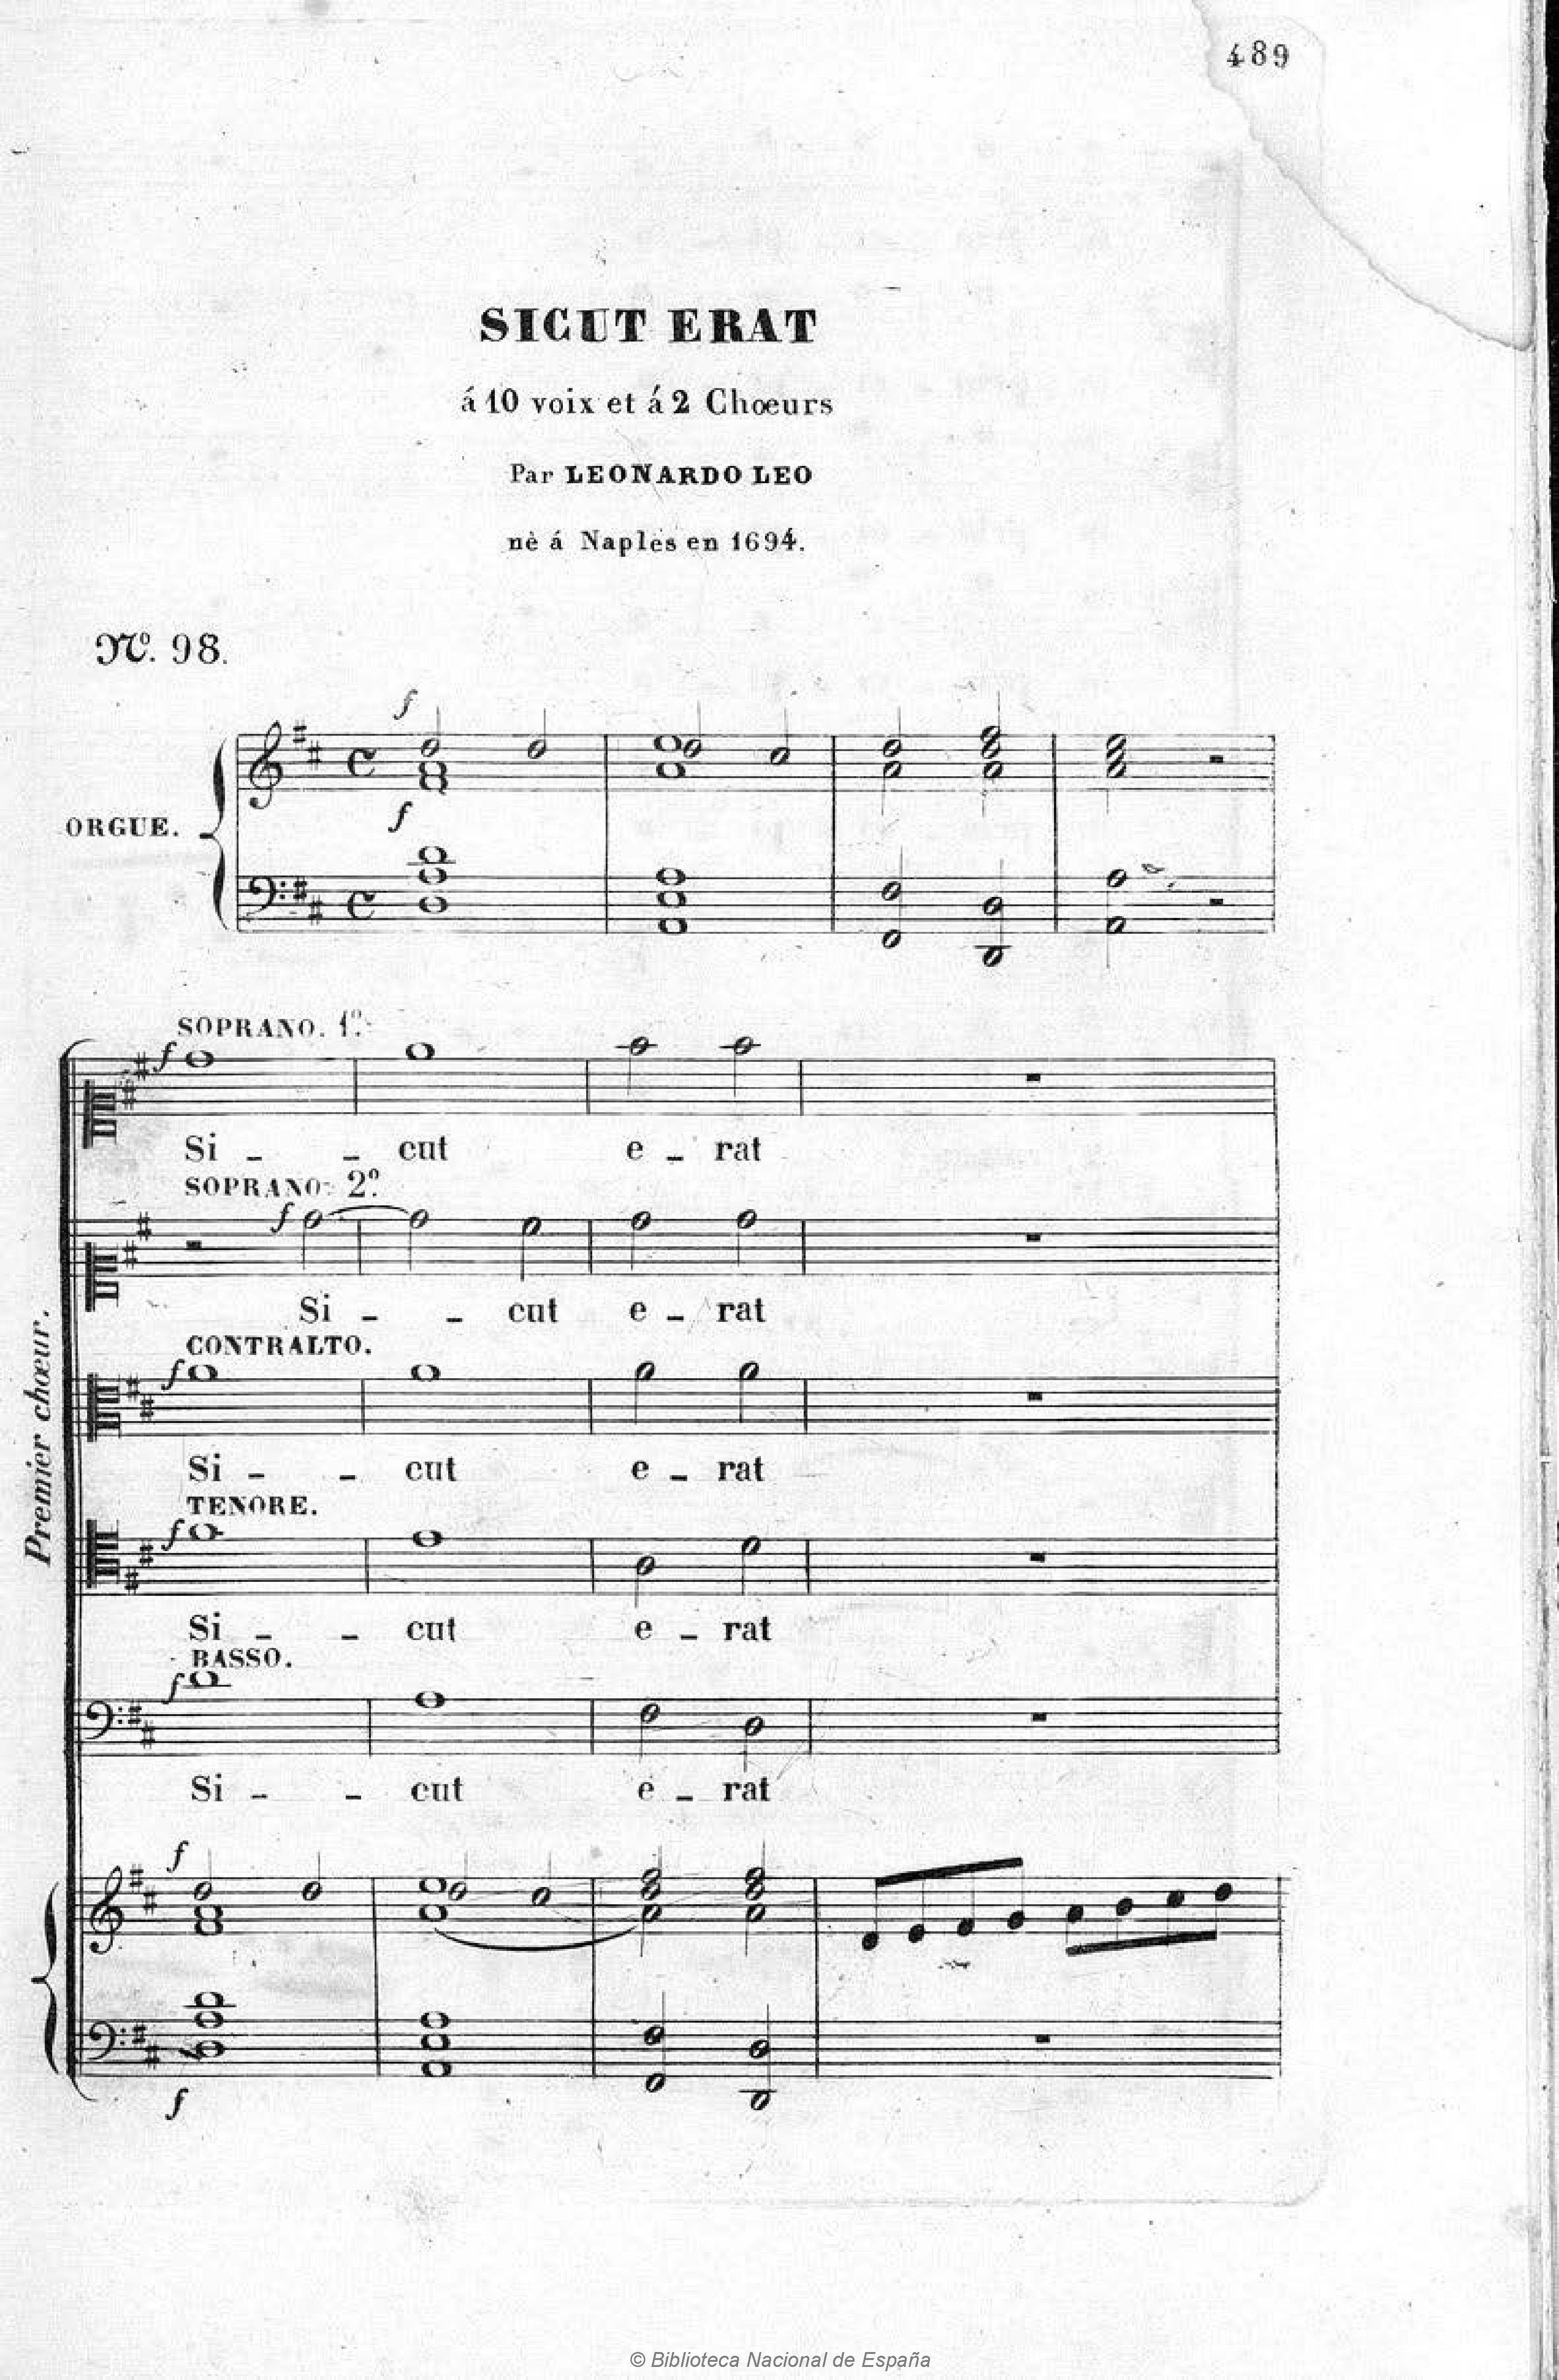 489
SICUT ERAT
á 10 voix et á 2 Chœurs
Par LEONARDO LEO
nè á Naples en 1694.
Nº. 98.
f
ORGUE.
f
Premier chœur.
SOPRANO. 1º.
f
Si - - cut e - rat
SOPRANO. 2º.
f
Si - - cut e - rat
CONTRALTO.
f
Si - - cut e - rat
TENORE.
f
Si - - cut e - rat
BASSO.
f
Si - - cut e - rat
f
f
© Biblioteca Nacional de España